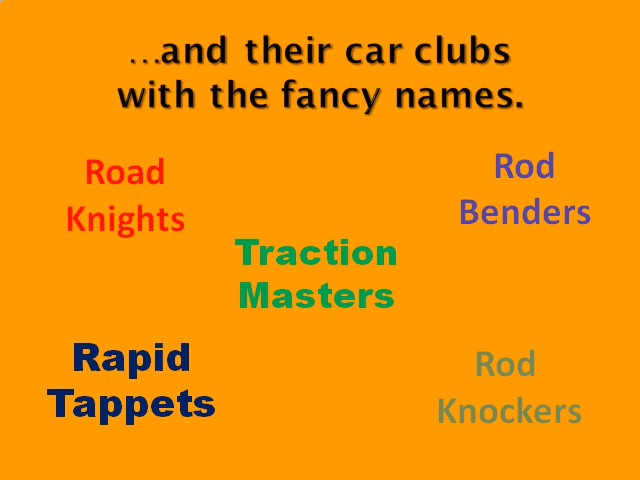 ...and their car clubs
with the fancy names.
Road
Knights
Rod
Benders
Traction
Masters
Rapid
Tappets
Rod
Knockers